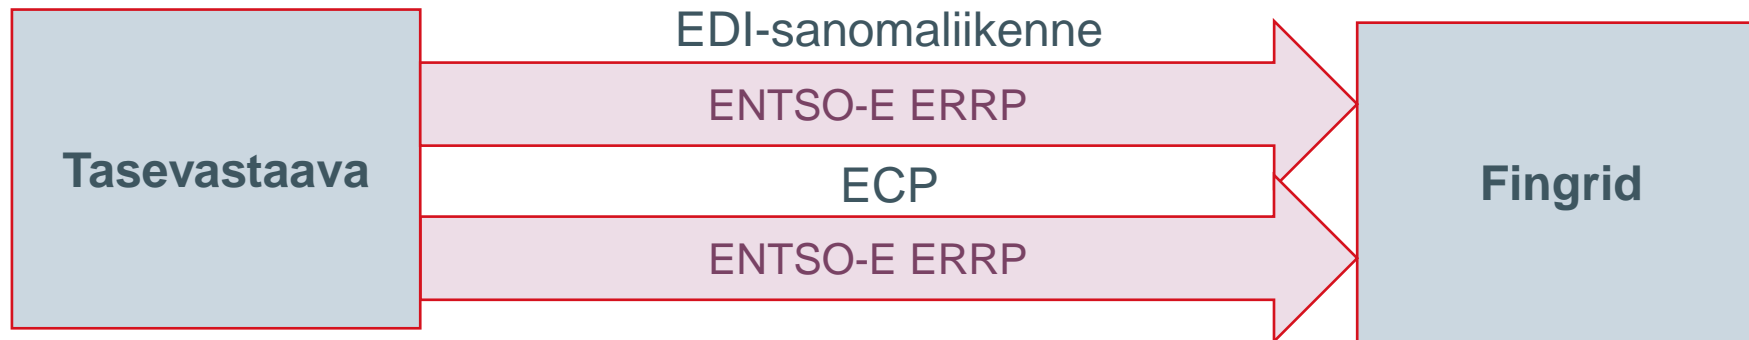 EDI-sanomaliikenne
ENTSO-E ERRP
Tasevastaava
ECP
Fingrid
ENTSO-E ERRP